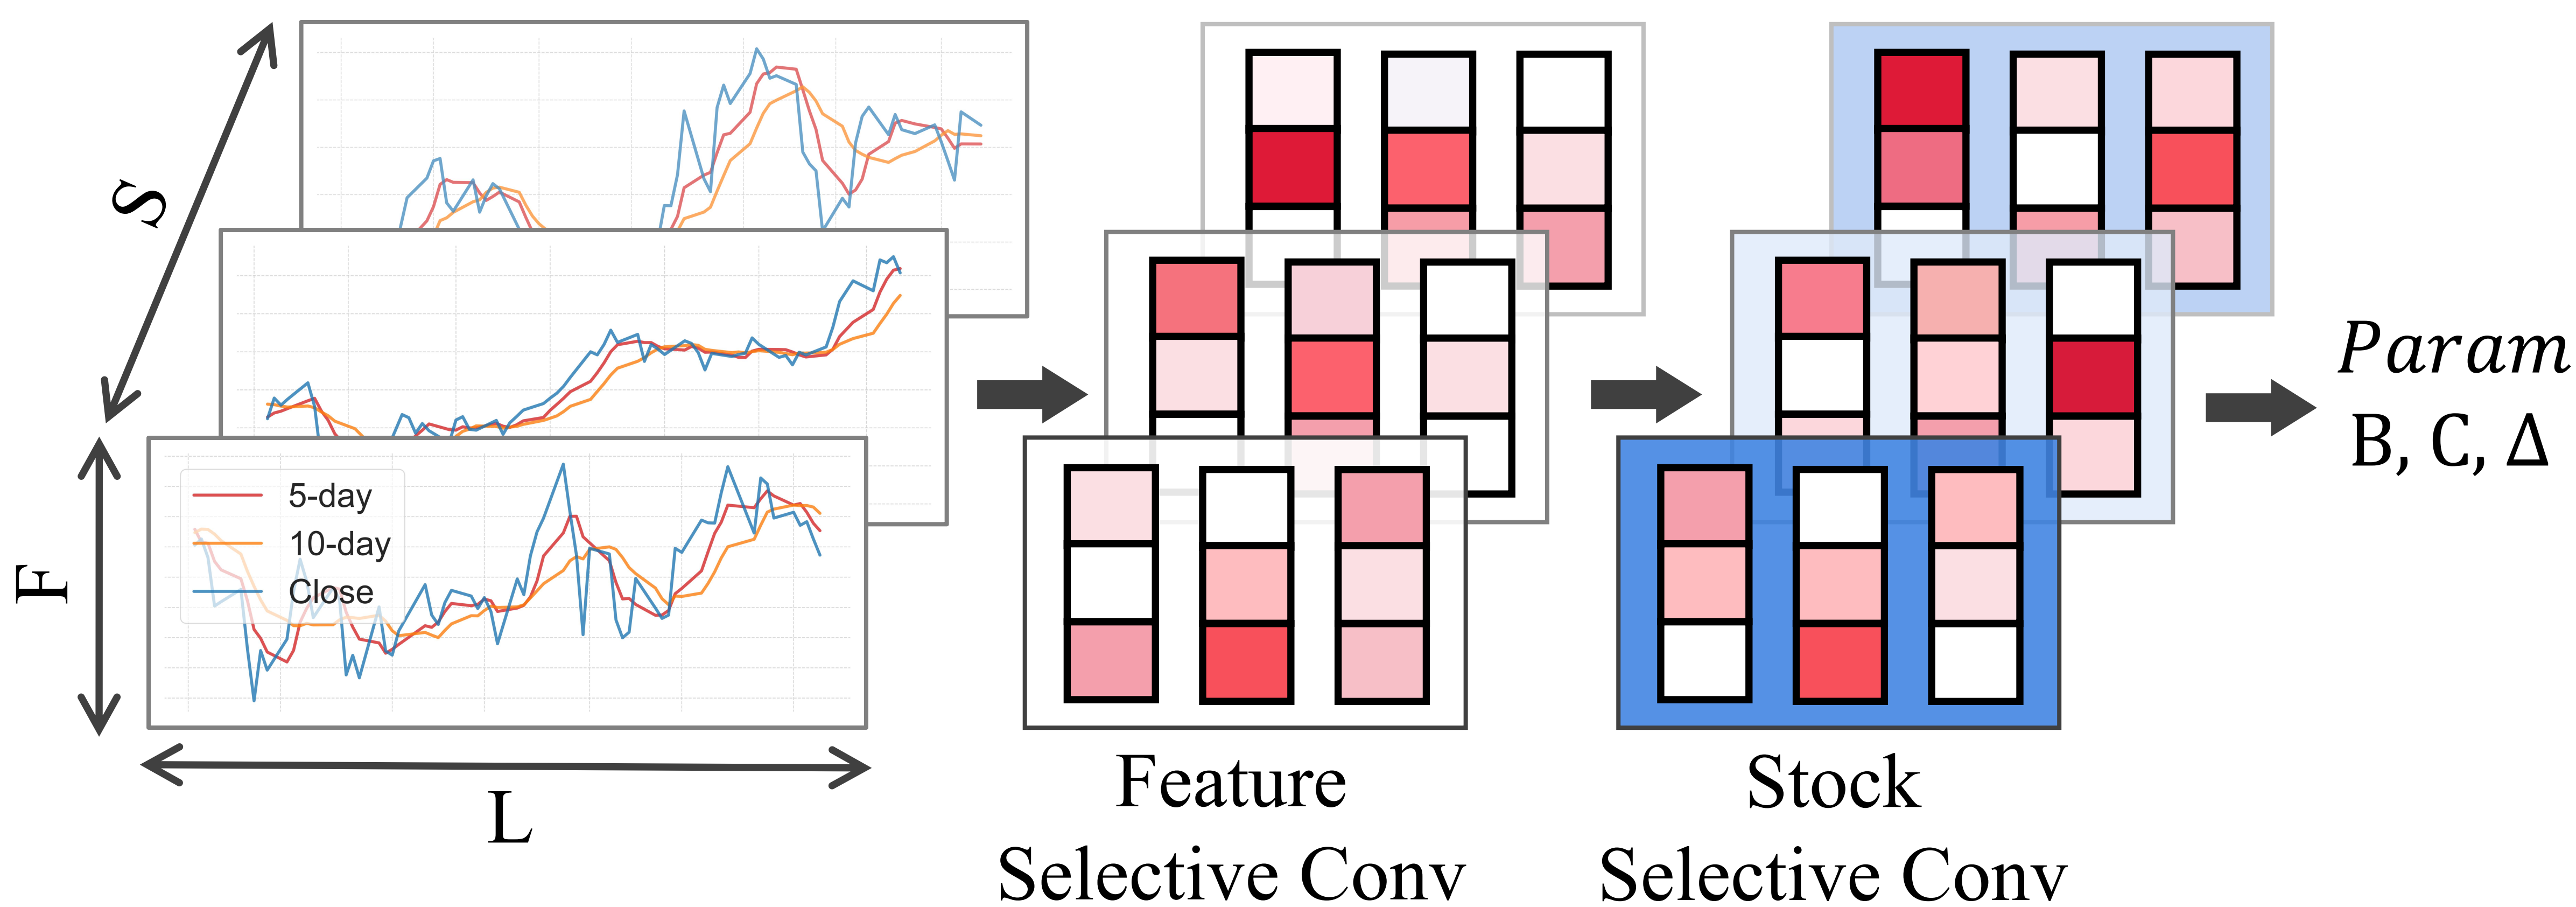 S
F
5-day
10-day
Close
L
Feature
Selective Conv
Stock
Selective Conv
Param
B, C, Δ